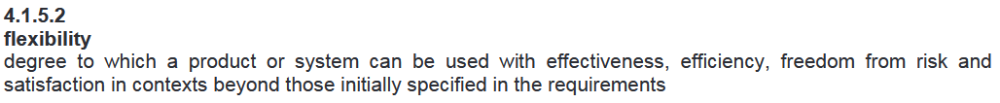 4.1.5.2
flexibility
degree to which a product or system can be used with effectiveness, efficiency, freedom from risk and
satisfaction in contexts beyond those initially specified in the requirements